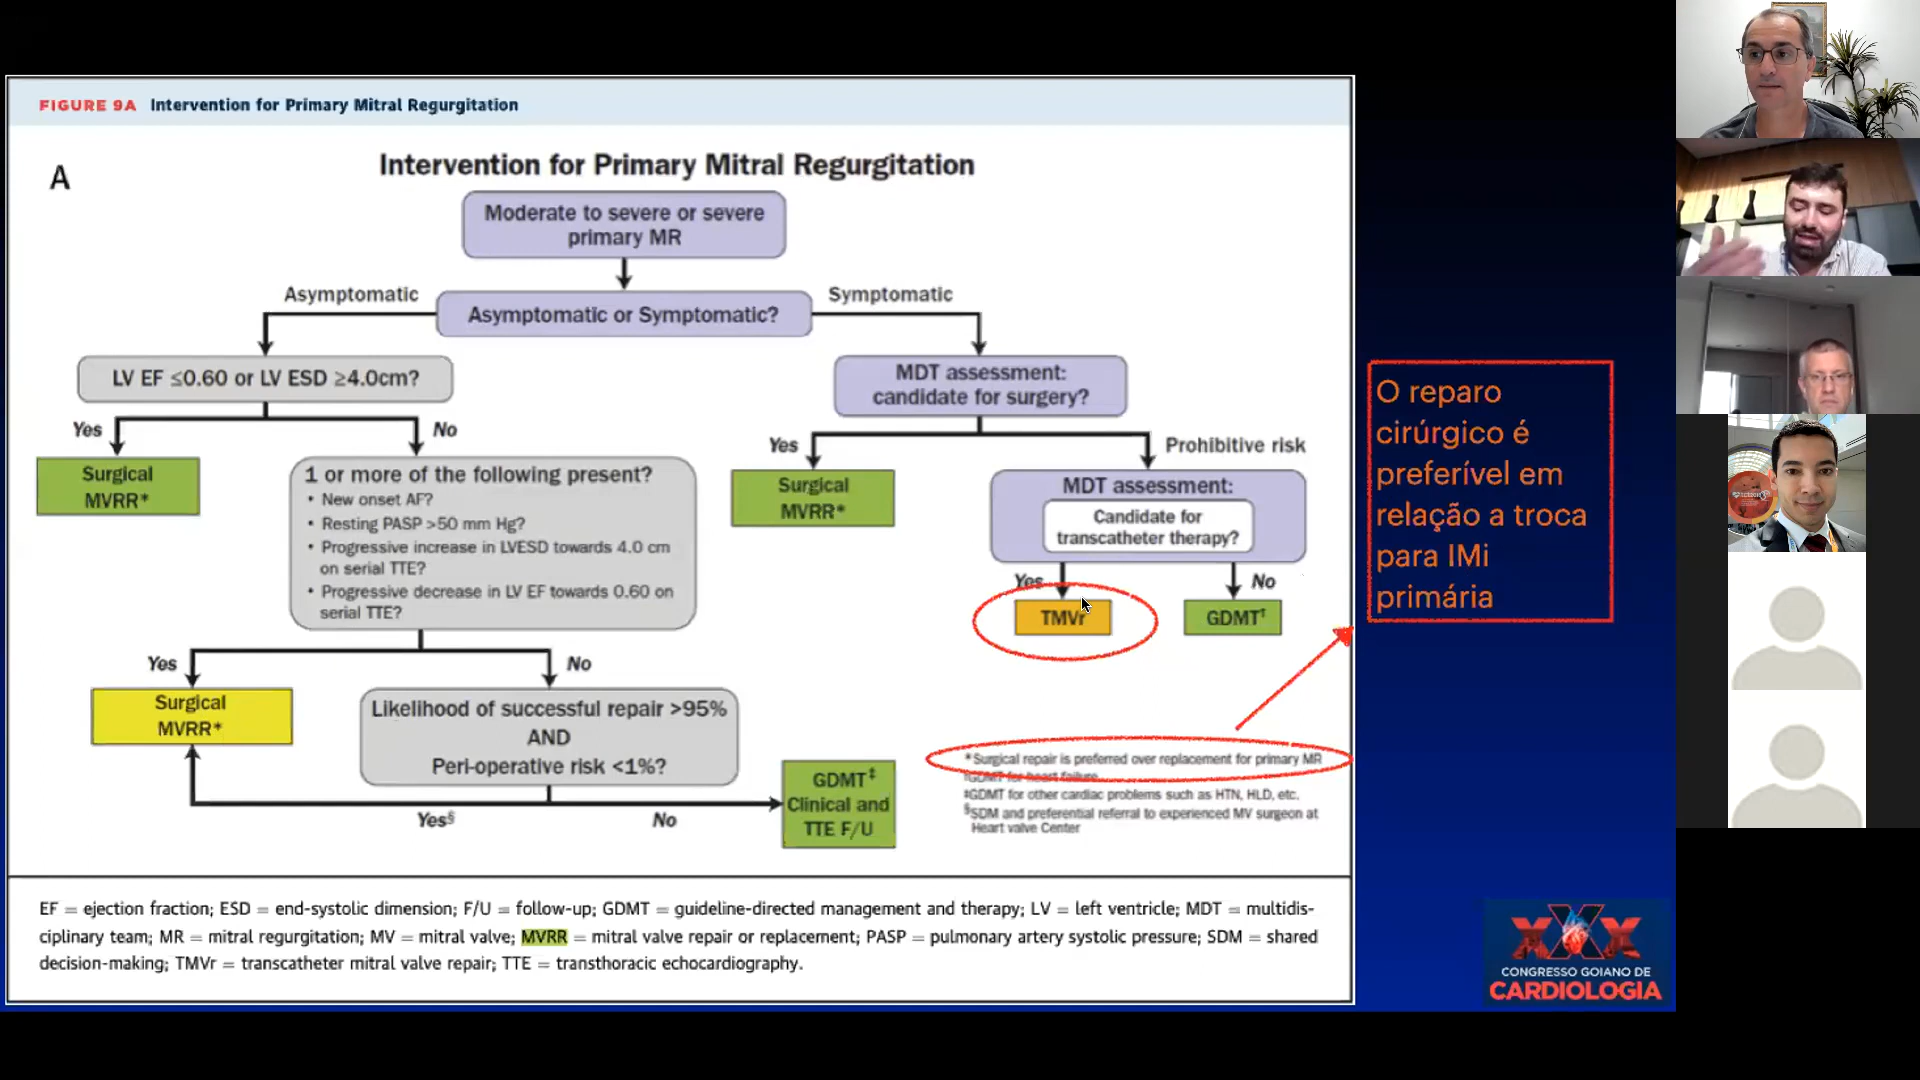 FIGURE 9A Intervention for Primary Mitral Regurgitation
A
Intervention for Primary Mitral Regurgitation
Moderate to severe or severe
primary MR
Asymptomatic
Asymptomatic or Symptomatic?
Symptomatic
LV EF ≤0.60 or LV ESD ≥4.0cm?
Yes
No
Surgical
MVRR*
1 or more of the following present?
• New onset AF?
• Resting PASP >50 mm Hg?
• Progressive increase in LVESD towards 4.0 cm
on serial TTE?
• Progressive decrease in LV EF towards 0.60 on
serial TTE?
Yes
No
Surgical
MVRR*
Likelihood of successful repair >95%
AND
Peri-operative risk <1%?
Yes§
No
GDMT‡
Clinical and
TTE F/U
MDT assessment:
candidate for surgery?
Yes
Prohibitive risk
Surgical
MVRR*
MDT assessment:
Candidate for
transcatheter therapy?
Yes
No
TMVr
GDMT†
*Surgical repair is preferred over replacement for primary MR
†GDMT for heart failure
‡GDMT for other cardiac problems such as HTN, HLD, etc.
§SDM and preferential referral to experienced MV surgeon at
Heart valve Center
EF = ejection fraction; ESD = end-systolic dimension; F/U = follow-up; GDMT = guideline-directed management and therapy; LV = left ventricle; MDT = multidis-
ciplinary team; MR = mitral regurgitation; MV = mitral valve; MVRR = mitral valve repair or replacement; PASP = pulmonary artery systolic pressure; SDM = shared
decision-making; TMVr = transcatheter mitral valve repair; TTE = transthoracic echocardiography.
O reparo
cirúrgico é
preferível em
relação a troca
para IMi
primária
XXX
CONGRESSO GOIANO DE
CARDIOLOGIA